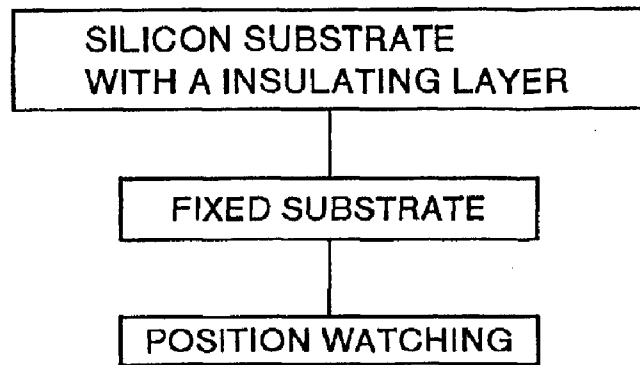 SILICON SUBSTRATE
WITH A INSULATING LAYER
FIXED SUBSTRATE
POSITION WATCHING